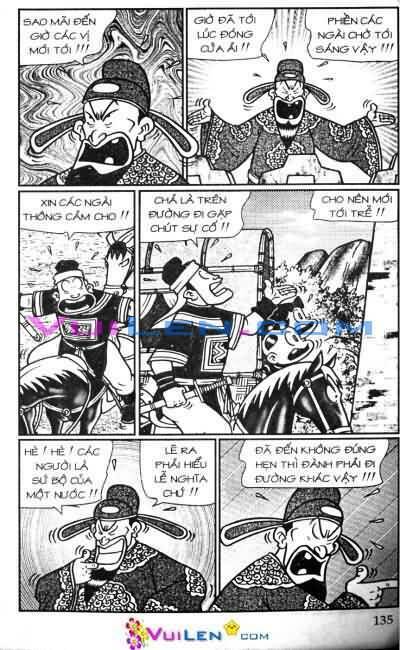 SAO MÃI ĐẾN
GIỜ CÁC VỊ
MỚI TỚI !!!
GIỜ ĐÃ TỚI
LÚC ĐÓNG
CỬA ẢI !!
PHIỀN CÁC
NGÀI CHỜ TỚI
SÁNG VẬY !!!
XIN CÁC NGÀI
THÔNG CẢM CHO !!
CHẢ LÀ TRÊN
ĐƯỜNG ĐI GẶP
CHÚT SỰ CỐ !!
CHO NÊN MỚI
TỚI TRỄ !!
VUILEN.COM
HÈ ! HÈ ! CÁC
NGƯỜI LÀ
SỨ BỘ CỦA
MỘT NƯỚC !!
LẼ RA
PHẢI HIỂU
LỄ NGHĨA
CHỨ !!
ĐÃ ĐẾN KHÔNG ĐÚNG
HẸN THÌ ĐÀNH PHẢI ĐI
ĐƯỜNG KHÁC VẬY !!!
135
VUILEN COM